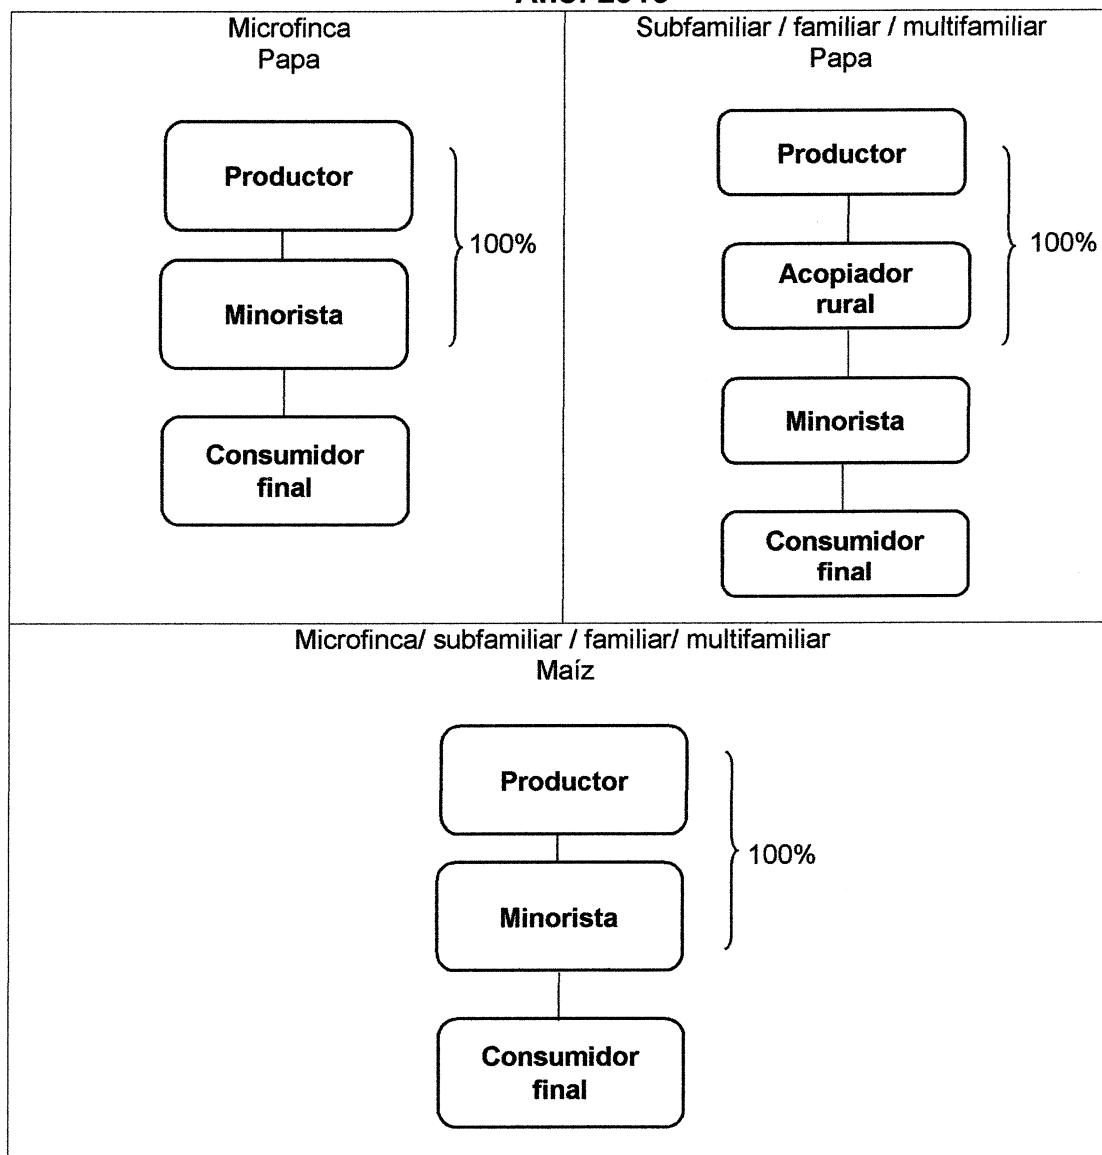 Microfinca
Papa
Productor
100%
Minorista
Consumidor
final
Subfamiliar / familiar / multifamiliar
Papa
Productor
100%
Acopiador
rural
Minorista
Consumidor
final
Microfinca/ subfamiliar / familiar/ multifamiliar
Maíz
Productor
100%
Minorista
Consumidor
final